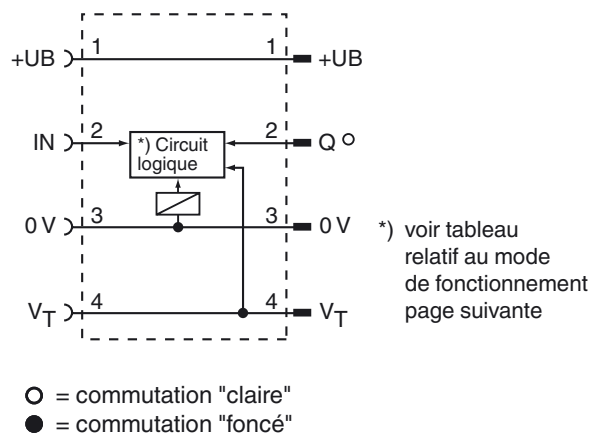 +UB 1 1 +UB
IN 2 *) Circuit logique 2 Q ○
0 V 3 3 0 V
*) voir tableau
relatif au mode
de fonctionnement
page suivante
VT 4 4 VT
○ = commutation "claire"
● = commutation "foncé"